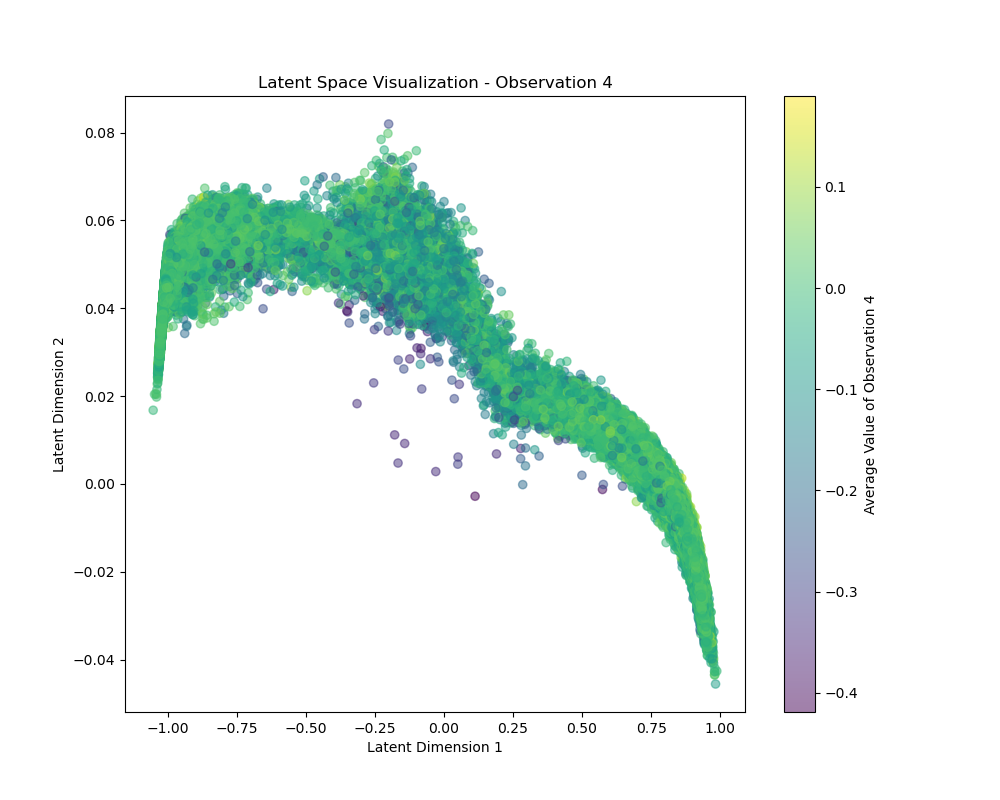 Latent Space Visualization - Observation 4
0.08
0.06
0.04
0.02
0.00
−0.02
−0.04
Latent Dimension 2
−1.00 −0.75 −0.50 −0.25 0.00 0.25 0.50 0.75 1.00
Latent Dimension 1
0.1
0.0
−0.1
−0.2
−0.3
−0.4
Average Value of Observation 4